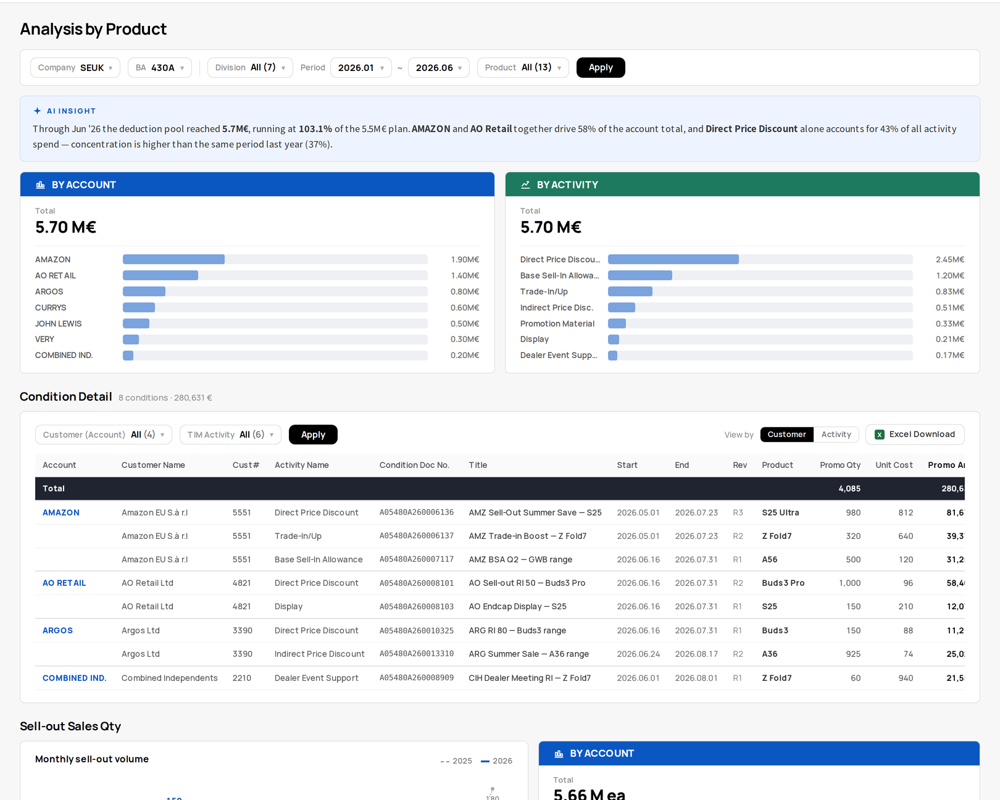 Analysis by Product
Company SEUK ▾ BA 430A ▾ Division All (7) ▾ Period 2026.01 ▾ ~ 2026.06 ▾ Product All (13) ▾ Apply
AI INSIGHT
Through Jun '26 the deduction pool reached 5.7M€, running at 103.1% of the 5.5M€ plan. AMAZON and AO Retail together drive 58% of the account total, and Direct Price Discount alone accounts for 43% of all activity
spend — concentration is higher than the same period last year (37%).
BY ACCOUNT
Total
5.70 M€
AMAZON 1.90M€
AO RETAIL 1.40M€
ARGOS 0.80M€
CURRYS 0.60M€
JOHN LEWIS 0.50M€
VERY 0.30M€
COMBINED IND. 0.20M€
BY ACTIVITY
Total
5.70 M€
Direct Price Discou... 2.45M€
Base Sell-In Allowa... 1.20M€
Trade-In/Up 0.83M€
Indirect Price Disc. 0.51M€
Promotion Material 0.33M€
Display 0.21M€
Dealer Event Supp... 0.17M€
Condition Detail 8 conditions · 280,631 €
Customer (Account) All (4) ▾ TIM Activity All (6) ▾ Apply View by Customer Activity X Excel Download
Account Customer Name Cust# Activity Name Condition Doc No. Title Start End Rev Product Promo Qty Unit Cost Promo
Total 4,085
AMAZON Amazon EU S.à r.l 5551 Direct Price Discount A05480A260006136 AMZ Sell-Out Summer Save — S25 2026.05.01 2026.07.23 R3 S25 Ultra 980 812
Amazon EU S.à r.l 5551 Trade-In/Up A05480A260006137 AMZ Trade-in Boost — Z Fold7 2026.05.01 2026.07.23 R2 Z Fold7 320 640
Amazon EU S.à r.l 5551 Base Sell-In Allowance A05480A260007117 AMZ BSA Q2 — GWB range 2026.06.16 2026.07.31 R1 A56 500 120
AO RETAIL AO Retail Ltd 4821 Direct Price Discount A05480A260008101 AO Sell-out RI 50 — Buds3 Pro 2026.06.16 2026.07.31 R2 Buds3 Pro 1,000 96
AO Retail Ltd 4821 Display A05480A260008103 AO Endcap Display — S25 2026.06.16 2026.07.31 R1 S25 150 210
ARGOS Argos Ltd 3390 Direct Price Discount A05480A260010325 ARG RI 80 — Buds3 range 2026.06.16 2026.07.31 R1 Buds3 150 88
Argos Ltd 3390 Indirect Price Discount A05480A260013310 ARG Summer Sale — A36 range 2026.06.24 2026.08.17 R2 A36 925 74
COMBINED IND. Combined Independents 2210 Dealer Event Support A05480A260008909 CIH Dealer Meeting RI — Z Fold7 2026.06.01 2026.08.01 R1 Z Fold7 60 940
Sell-out Sales Qty
Monthly sell-out volume 2025 2026
180
BY ACCOUNT
Total
5.66 M ea